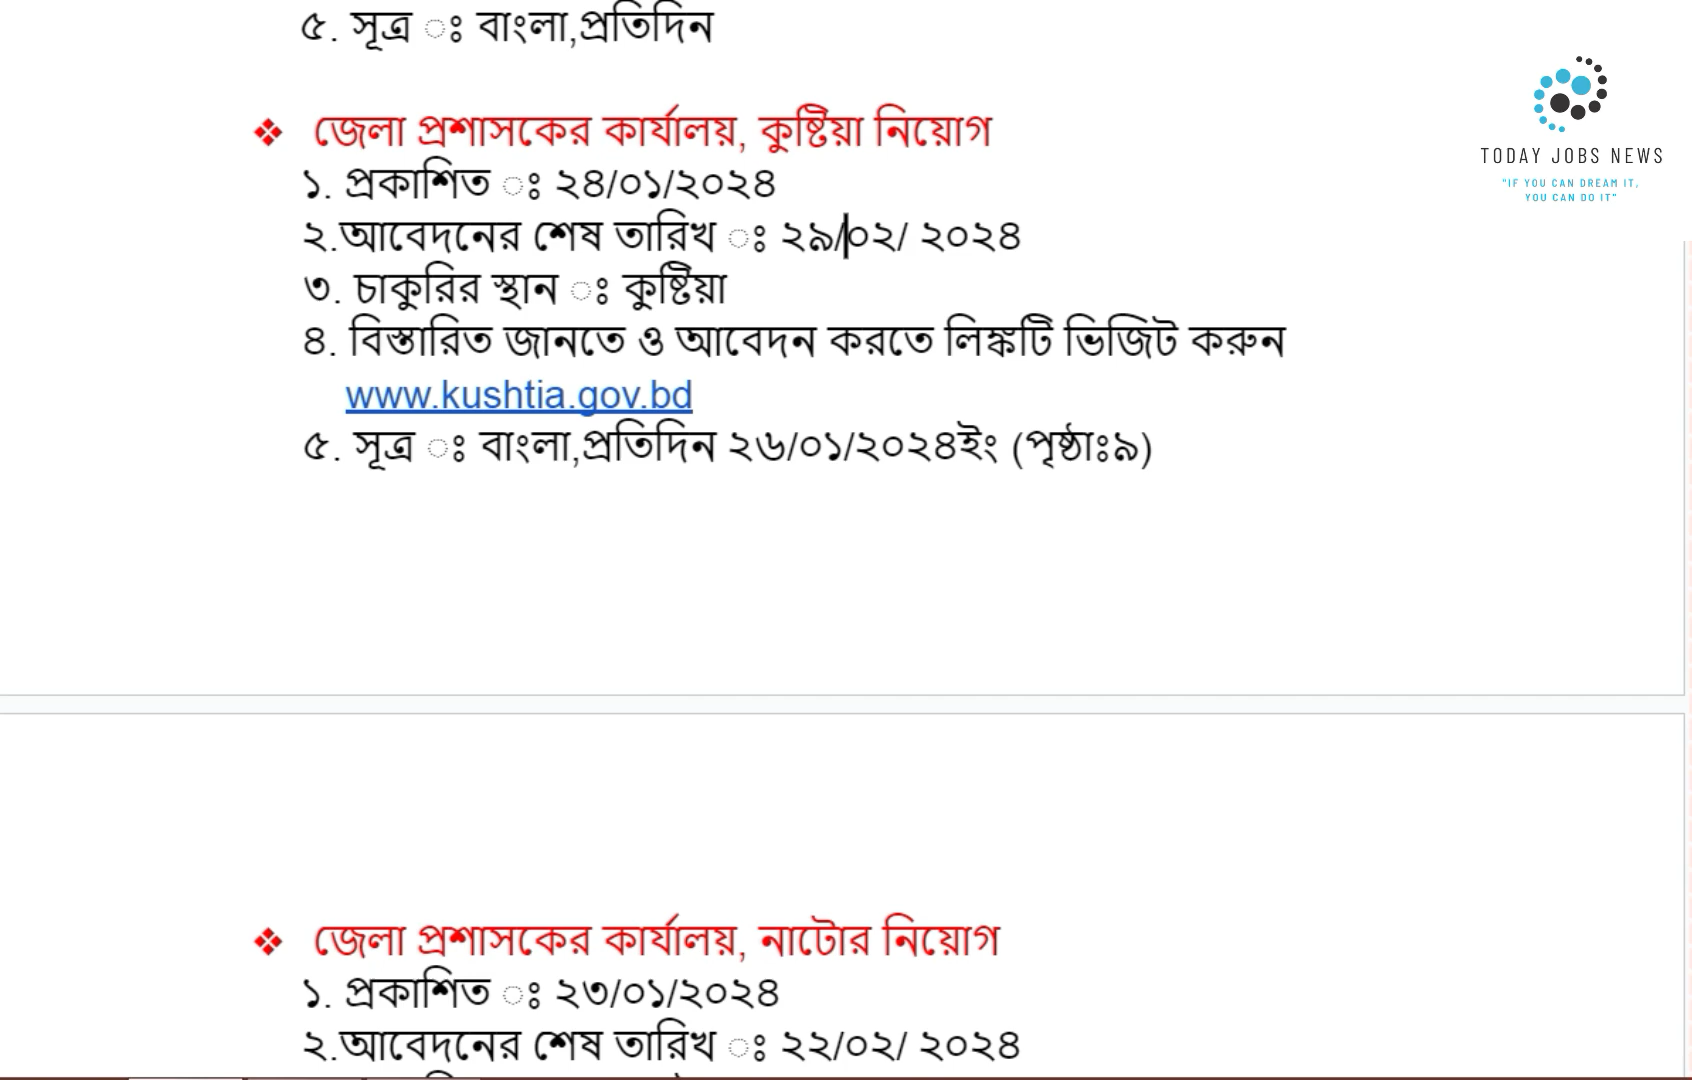 ৫. সূত্র ঃ বাংলা,প্রতিদিন
TODAY JOBS NEWS
"IF YOU CAN DREAM IT,
YOU CAN DO IT"
❖ জেলা প্রশাসকের কার্যালয়, কুষ্টিয়া নিয়োগ
১. প্রকাশিত ঃ ২৪/০১/২০২৪
২.আবেদনের শেষ তারিখ ঃ ২৯/০২/ ২০২৪
৩. চাকুরির স্থান ঃ কুষ্টিয়া
৪. বিস্তারিত জানতে ও আবেদন করতে লিঙ্কটি ভিজিট করুন
www.kushtia.gov.bd
৫. সূত্র ঃ বাংলা,প্রতিদিন ২৬/০১/২০২৪ইং (পৃষ্ঠাঃ৯)
❖ জেলা প্রশাসকের কার্যালয়, নাটোর নিয়োগ
১. প্রকাশিত ঃ ২৩/০১/২০২৪
২.আবেদনের শেষ তারিখ ঃ ২২/০২/ ২০২৪